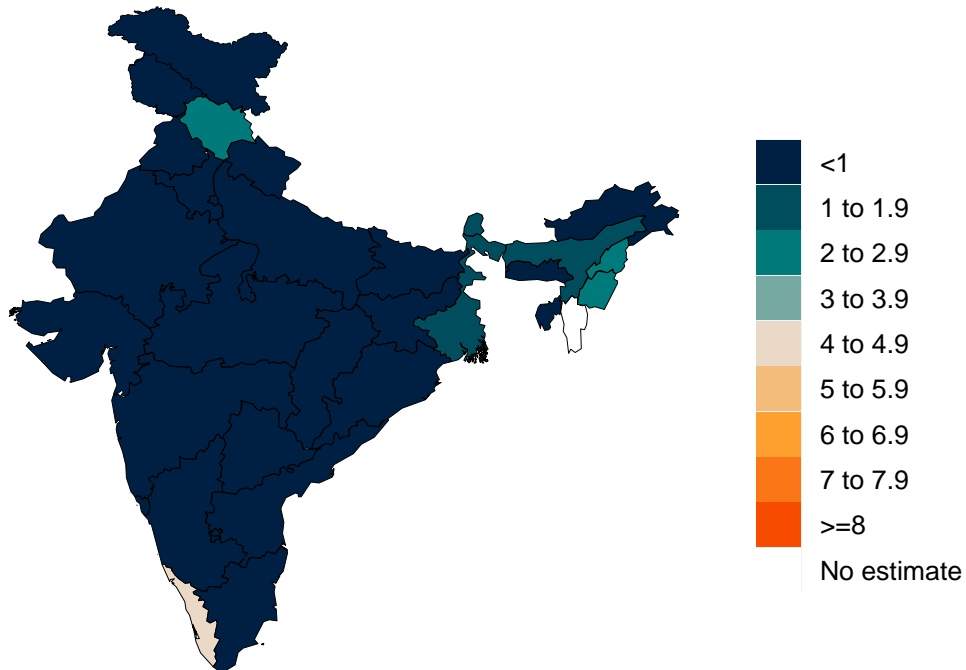 <1
1 to 1.9
2 to 2.9
3 to 3.9
4 to 4.9
5 to 5.9
6 to 6.9
7 to 7.9
>=8
No estimate